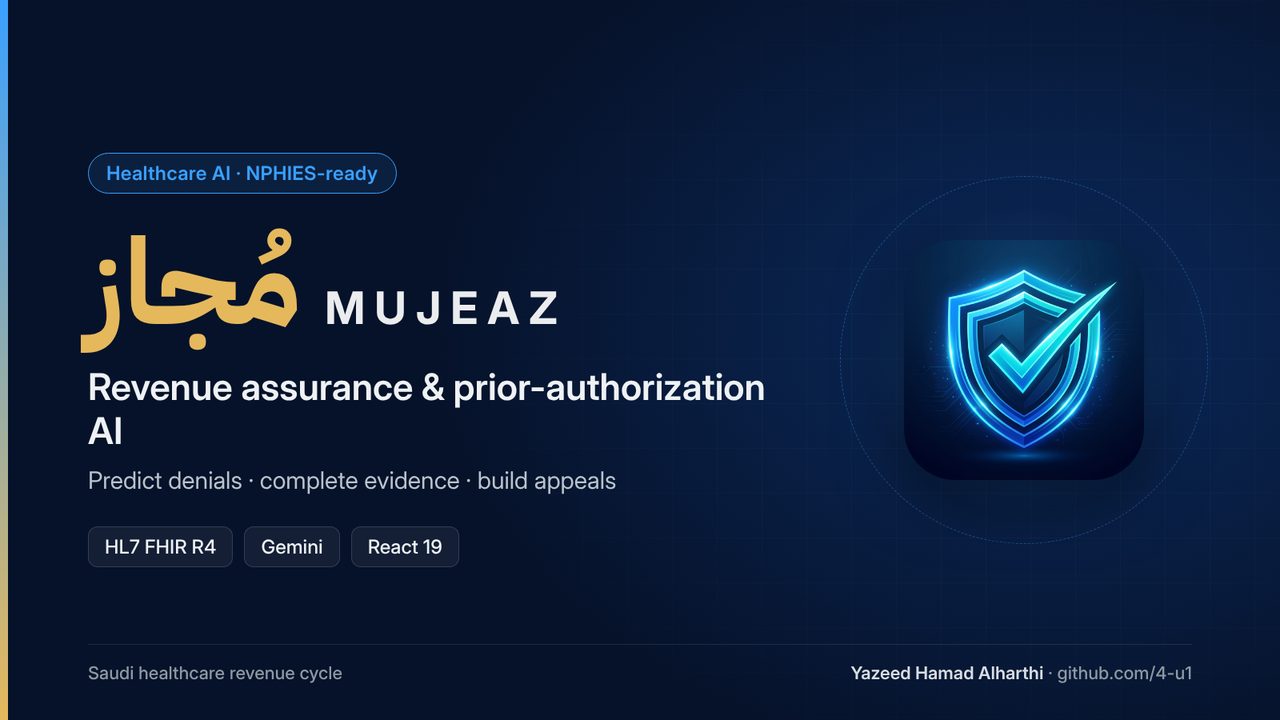 Healthcare AI · NPHIES-ready
مُجاز MUJEAZ
Revenue assurance & prior-authorization
AI
Predict denials · complete evidence · build appeals
HL7 FHIR R4 Gemini React 19
Saudi healthcare revenue cycle
Yazeed Hamad Alharthi · github.com/4-u1